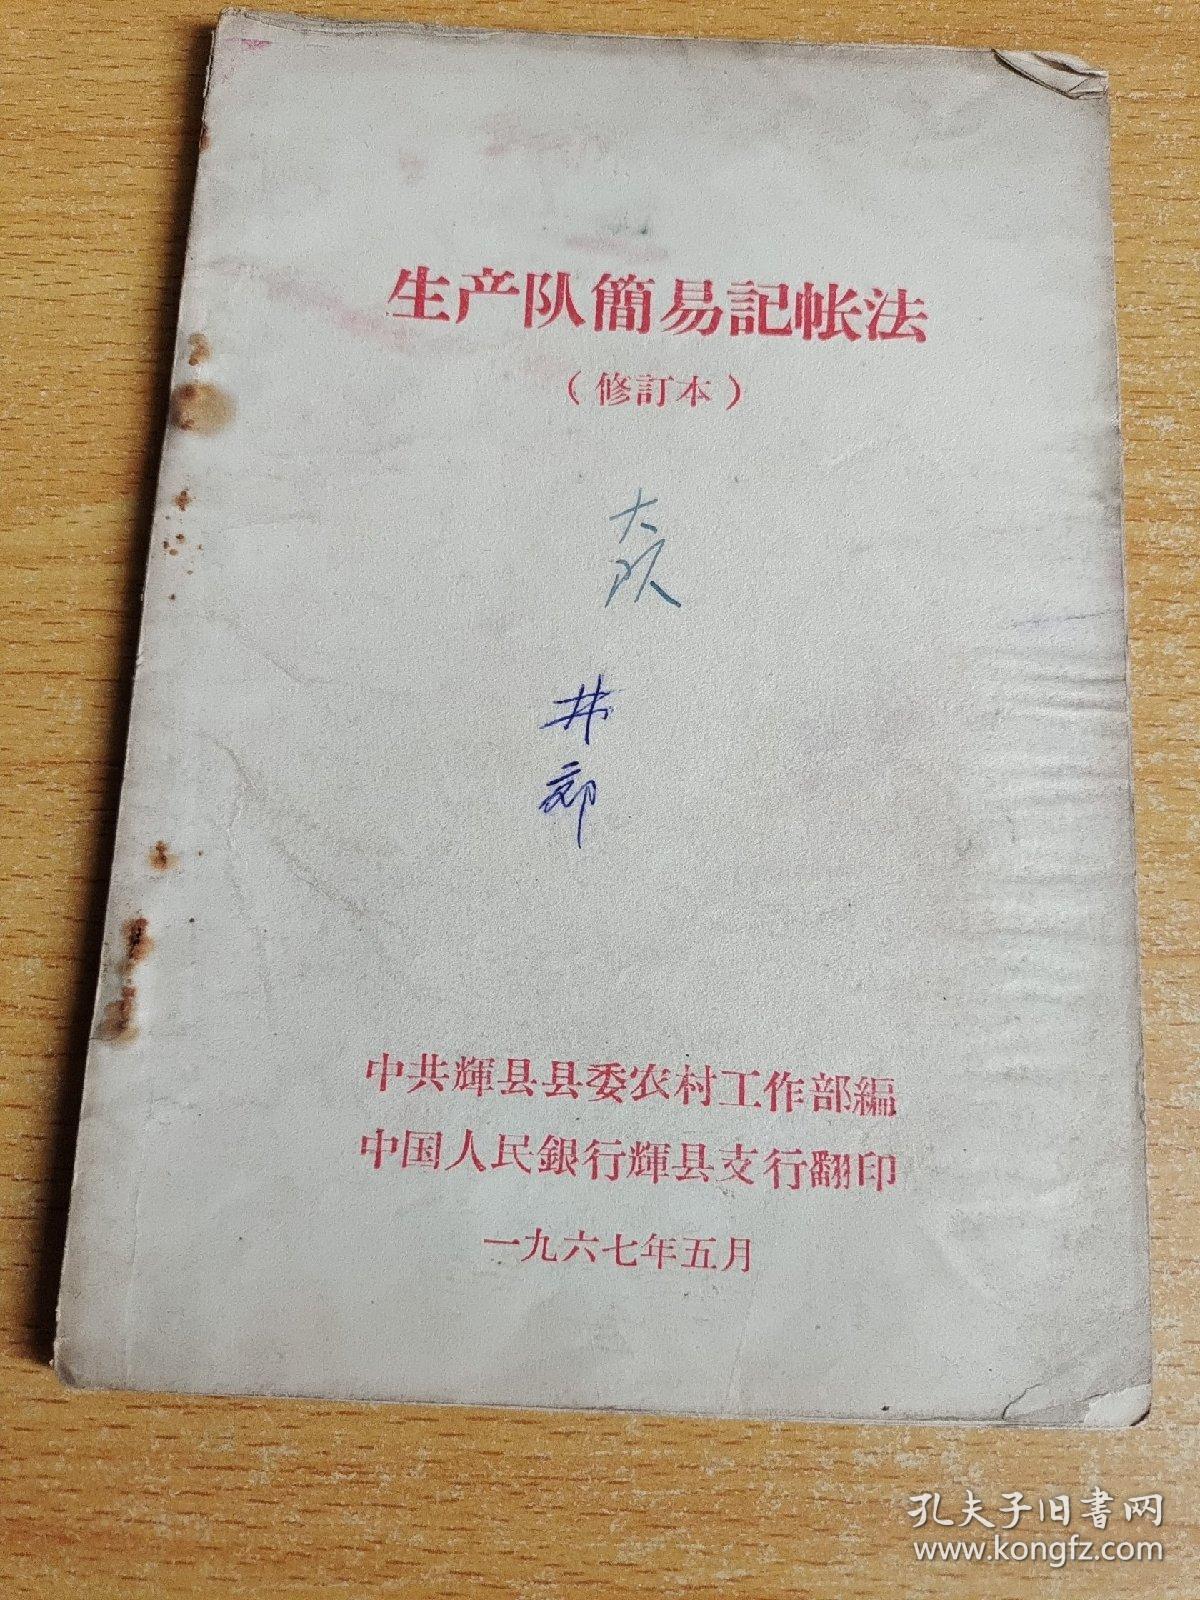 生产队簡易記帐法
（修訂本）
大
队
井
郊
中共輝县县委农村工作部編
中国人民銀行輝县支行翻印
一九六七年五月
孔夫子旧書网
www.kongfz.com